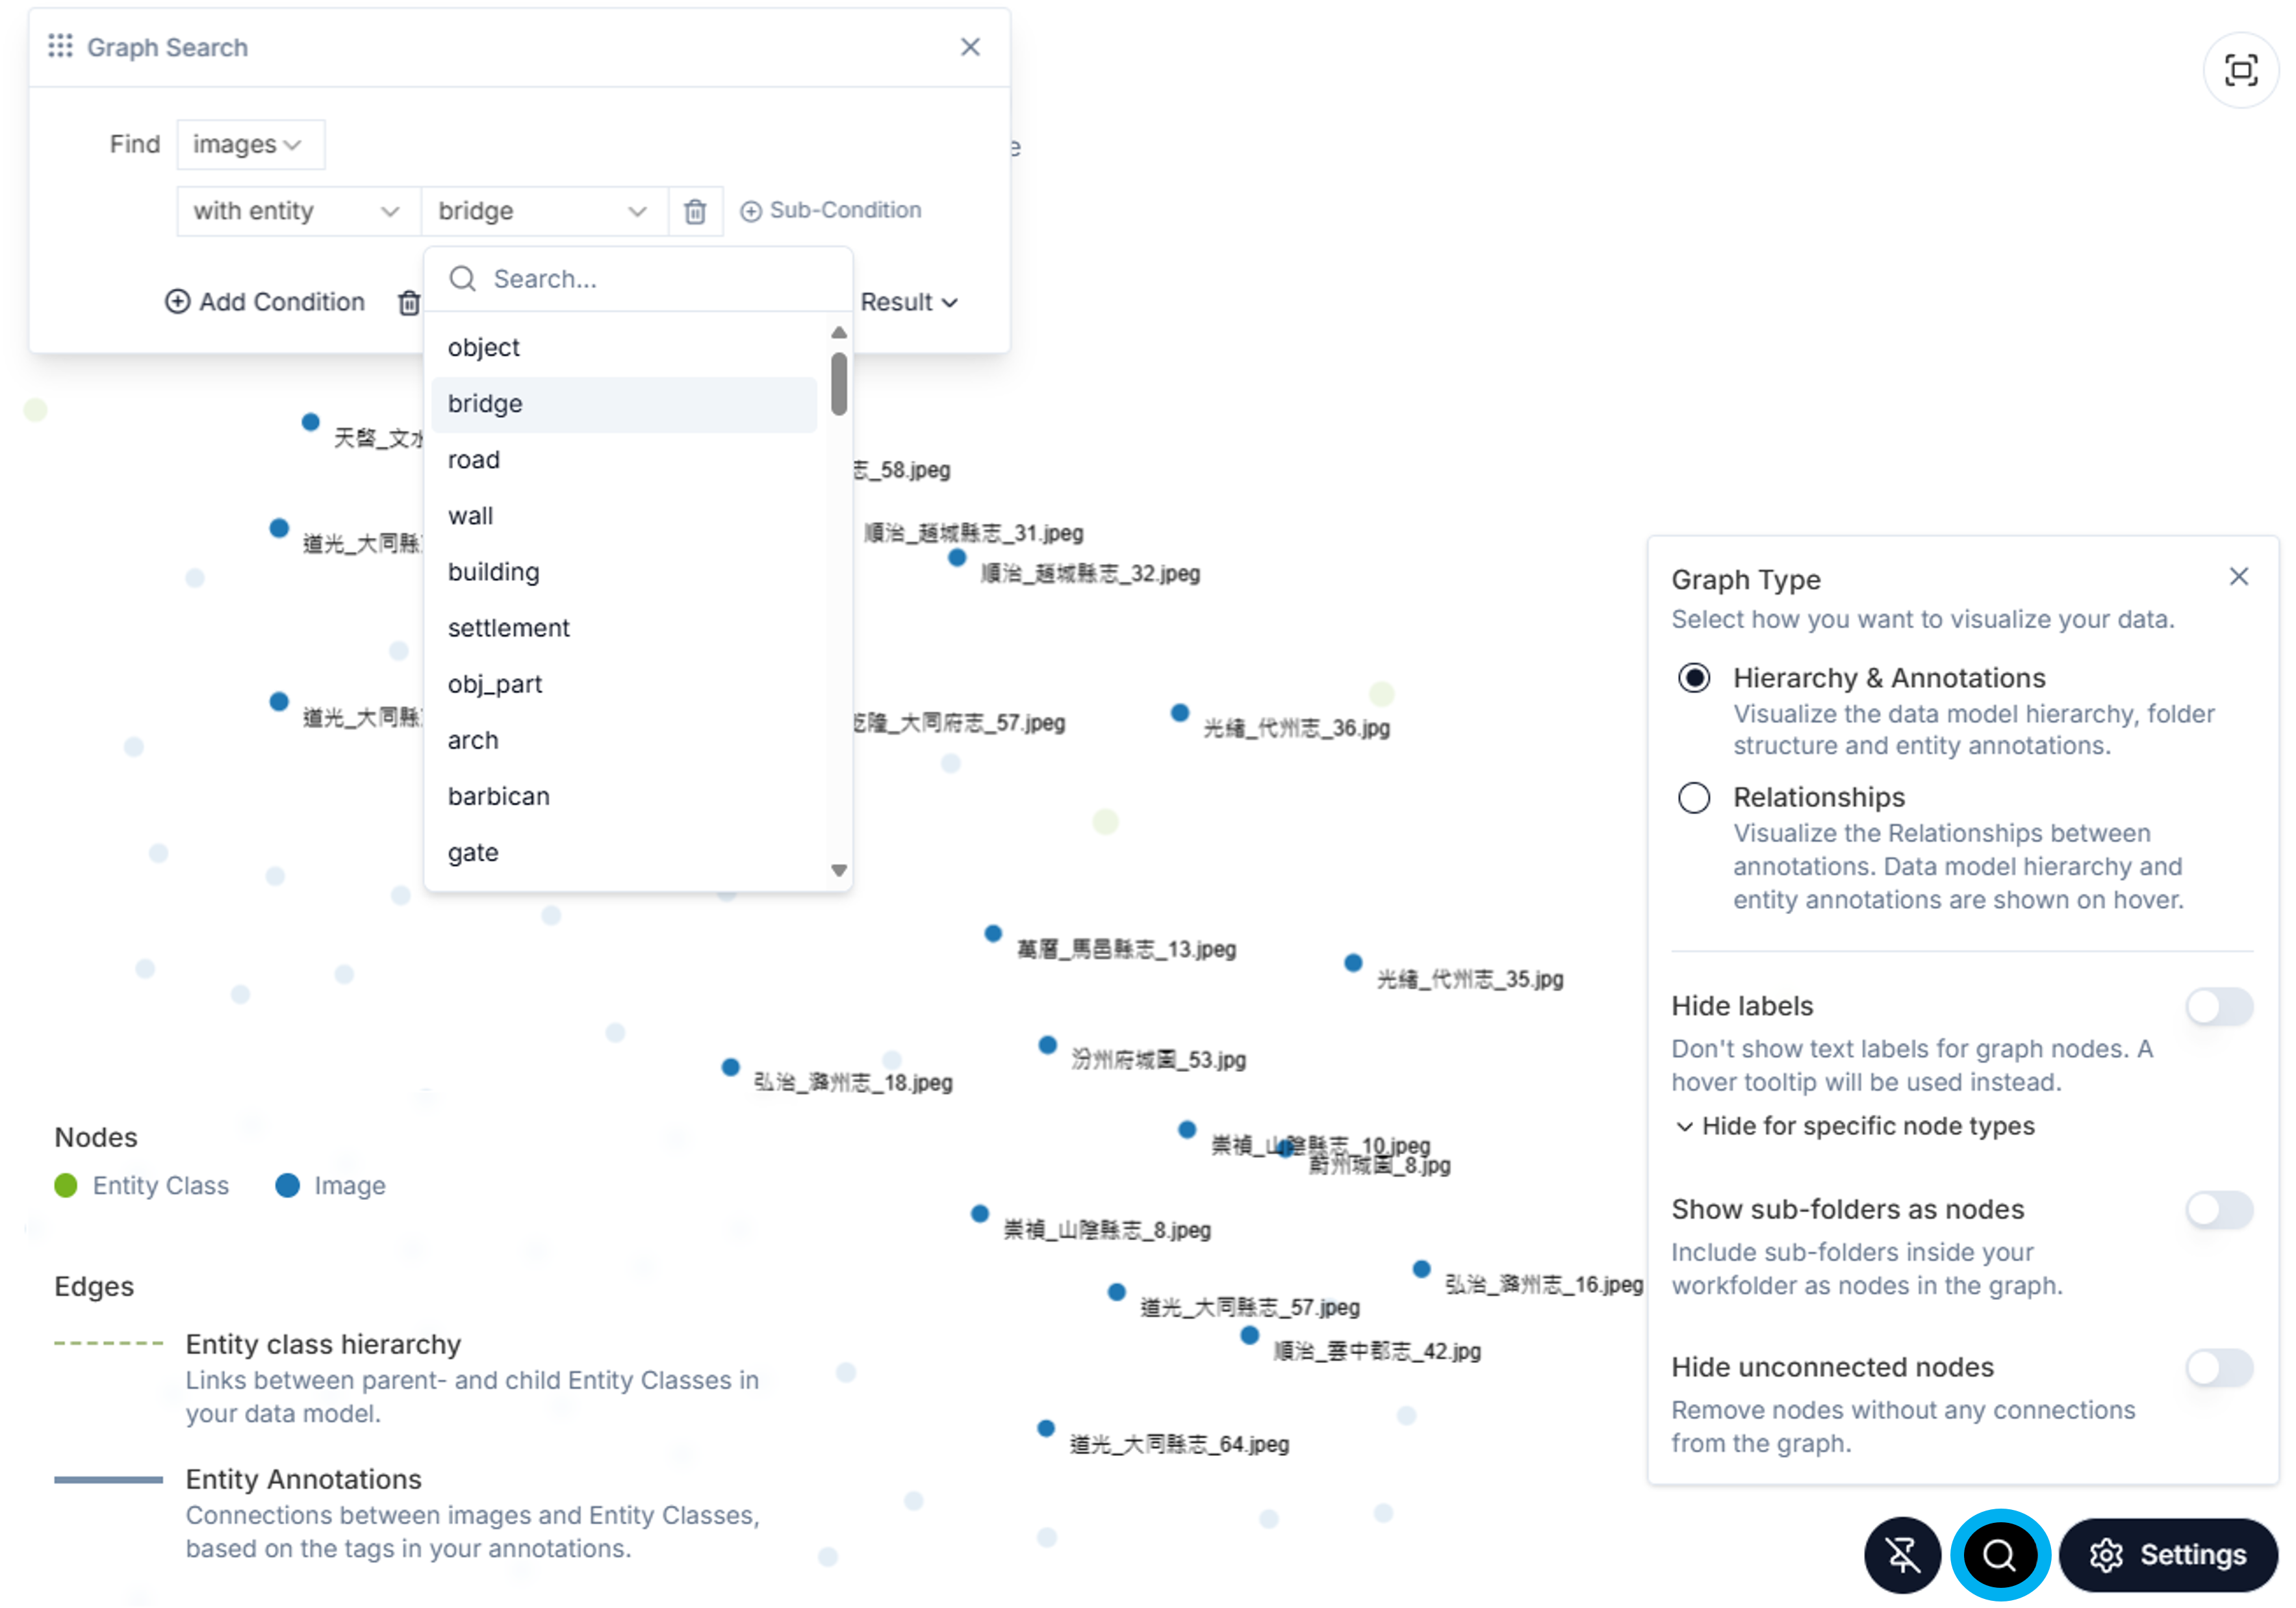 Graph Search
Find images
with entity bridge Sub-Condition
Add Condition Result
Search...
object
bridge
road
wall
building
settlement
obj_part
arch
barbican
gate
天啓_文水
志_58.jpeg
道光_大同縣
順治_趙城縣志_31.jpeg
順治_趙城縣志_32.jpeg
道光_大同縣
乾隆_大同府志_57.jpeg
光緒_代州志_36.jpg
萬曆_馬邑縣志_13.jpeg
光緒_代州志_35.jpg
汾州府城圖_53.jpg
弘治_潞州志_18.jpeg
崇禎_山陰縣志_10.jpeg
蔚州城圖_8.jpg
崇禎_山陰縣志_8.jpeg
弘治_潞州志_16.jpeg
道光_大同縣志_57.jpeg
順治_雲中郡志_42.jpg
道光_大同縣志_64.jpeg
Nodes
Entity Class Image
Edges
Entity class hierarchy
Links between parent- and child Entity Classes in
your data model.
Entity Annotations
Connections between images and Entity Classes,
based on the tags in your annotations.
Graph Type
Select how you want to visualize your data.
Hierarchy & Annotations
Visualize the data model hierarchy, folder
structure and entity annotations.
Relationships
Visualize the Relationships between
annotations. Data model hierarchy and
entity annotations are shown on hover.
Hide labels
Don't show text labels for graph nodes. A
hover tooltip will be used instead.
Hide for specific node types
Show sub-folders as nodes
Include sub-folders inside your
workfolder as nodes in the graph.
Hide unconnected nodes
Remove nodes without any connections
from the graph.
Settings